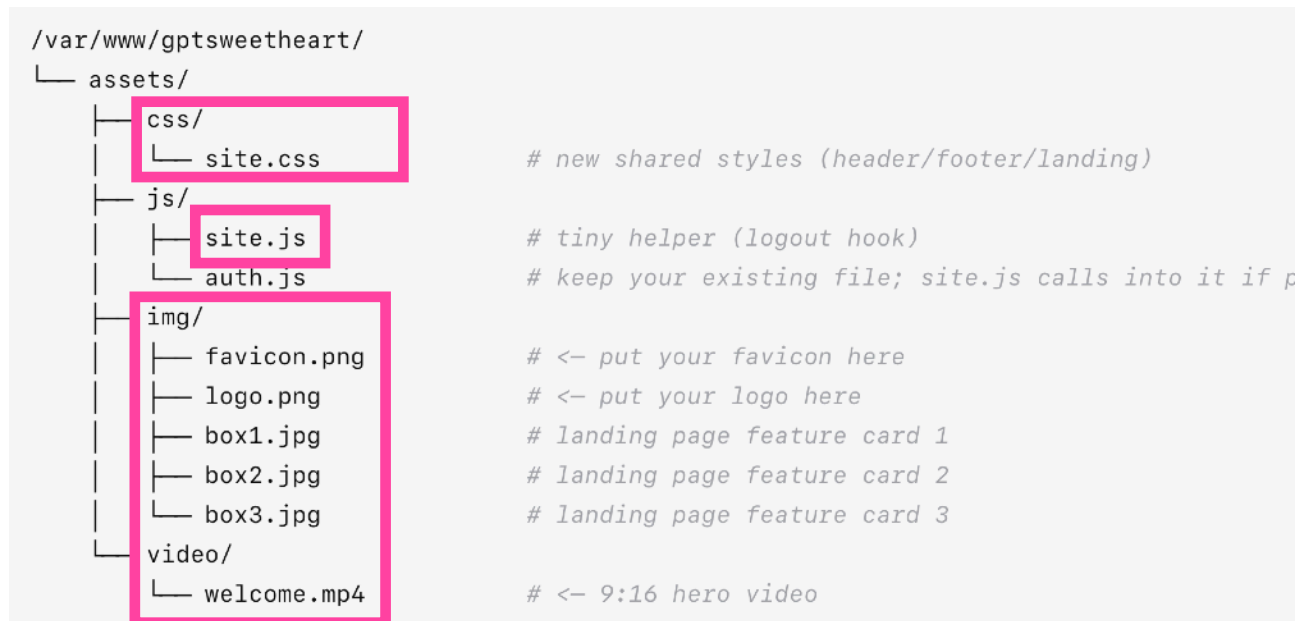 /var/www/gptsweetheart/
└── assets/
    ├── css/
    │   └── site.css              # new shared styles (header/footer/landing)
    ├── js/
    │   ├── site.js               # tiny helper (logout hook)
    │   └── auth.js               # keep your existing file; site.js calls into it if
    ├── img/
    │   ├── favicon.png           # <— put your favicon here
    │   ├── logo.png              # <— put your logo here
    │   ├── box1.jpg              # landing page feature card 1
    │   ├── box2.jpg              # landing page feature card 2
    │   └── box3.jpg              # landing page feature card 3
    └── video/
        └── welcome.mp4           # <— 9:16 hero video